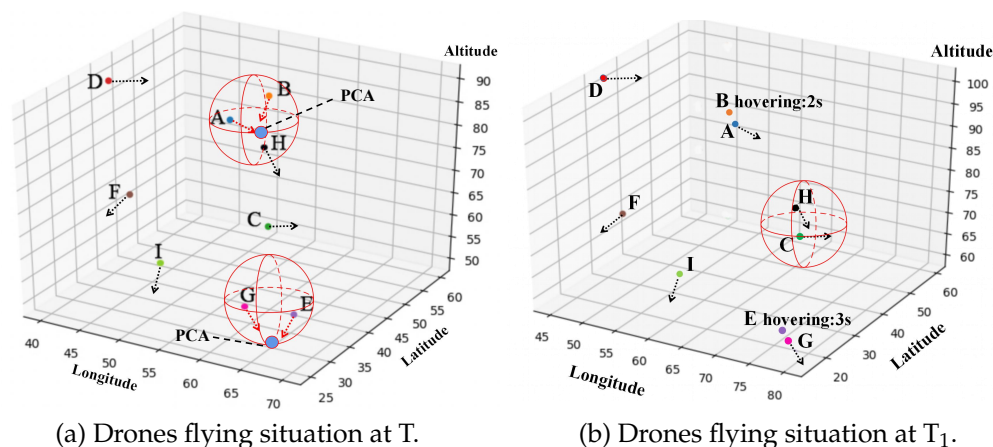 Altitude
90
85
80
75
70
65
60
55
50
D
A
B
PCA
H
F
C
I
G
E
PCA
40
45
50
55
60
65
70
Longitude
25
30
35
40
45
50
55
60
Latitude
(a) Drones flying situation at T.
Altitude
100
95
90
85
80
75
70
65
60
D
B hovering:2s
A
H
F
C
I
E hovering:3s
G
45
50
55
60
65
70
75
80
Longitude
20
30
40
50
60
Latitude
(b) Drones flying situation at T₁.